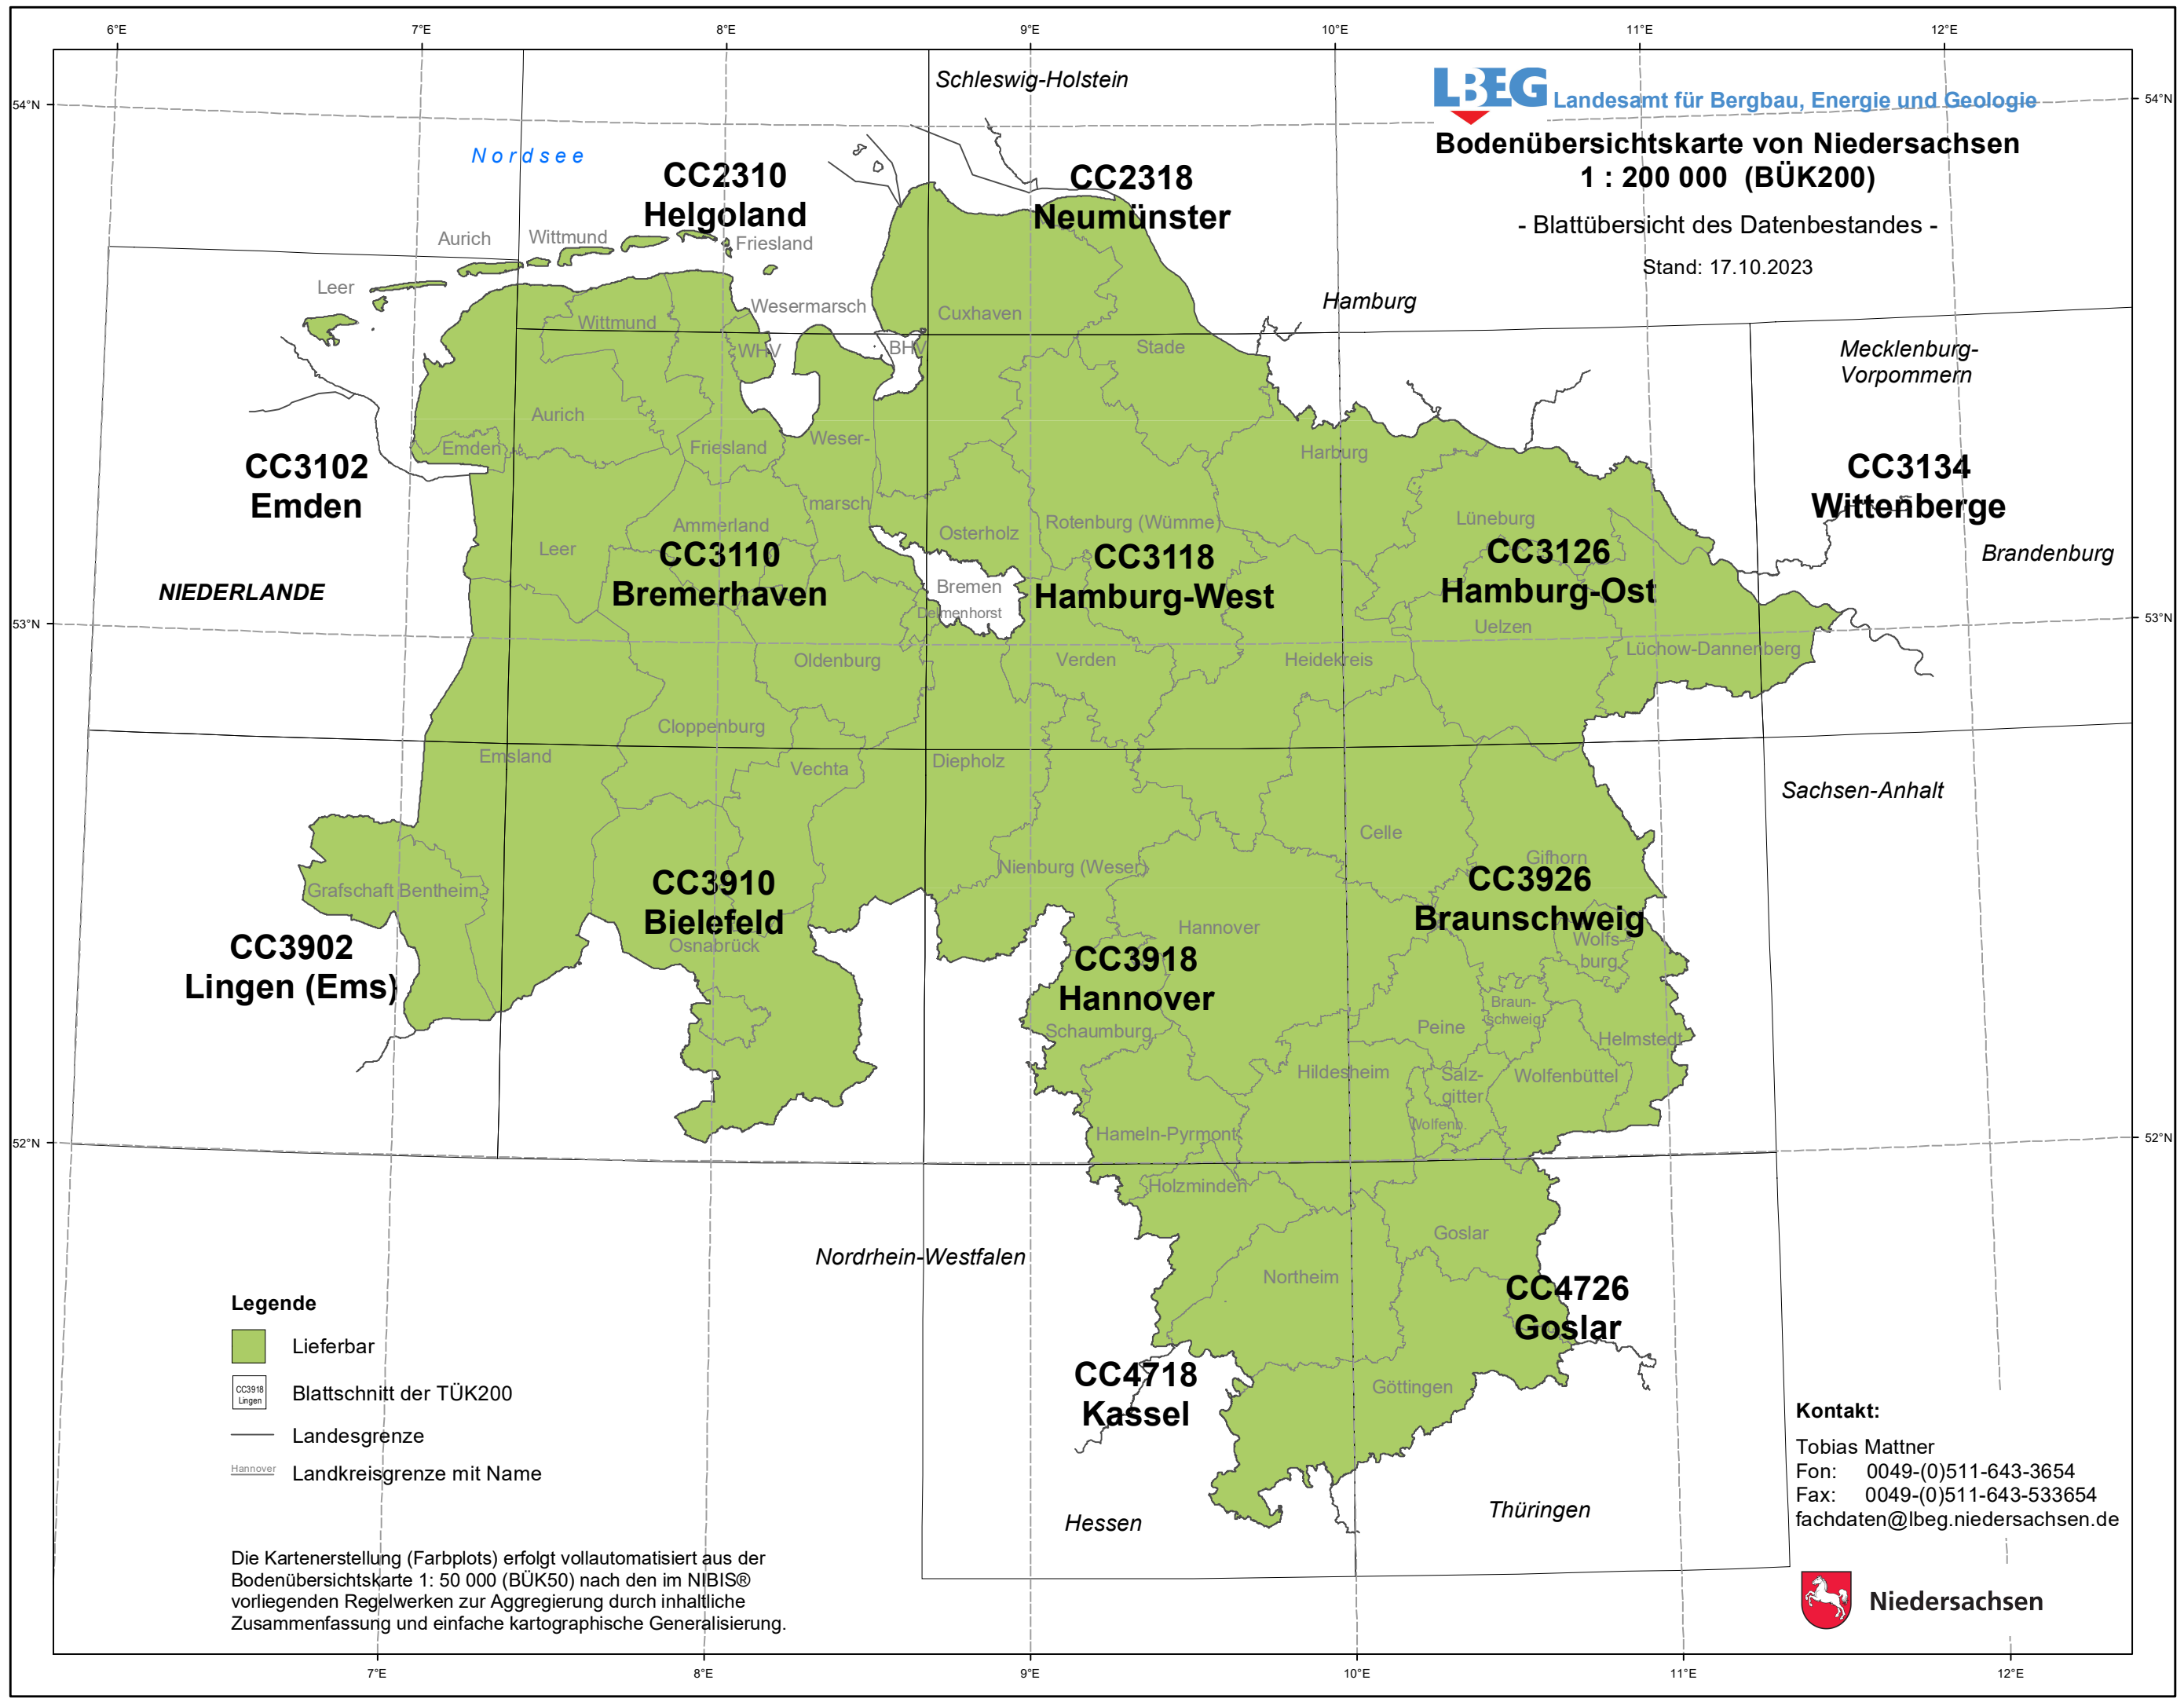 6°E 7°E 8°E 9°E 10°E 11°E 12°E
54°N 54°N
53°N 53°N
52°N 52°N
7°E 8°E 9°E 10°E 11°E 12°E
LBEG Landesamt für Bergbau, Energie und Geologie
Bodenübersichtskarte von Niedersachsen
1 : 200 000 (BÜK200)
- Blattübersicht des Datenbestandes -
Stand: 17.10.2023
Schleswig-Holstein
Nordsee
CC2310
Helgoland
CC2318
Neumünster
Aurich
Wittmund
Friesland
Leer
Wesermarsch
Hamburg
Cuxhaven
Wittmund
WHV
BHV
Stade
Mecklenburg-
Vorpommern
Aurich
Emden
Friesland
Weser-
marsch
Harburg
CC3102
Emden
CC3134
Wittenberge
Brandenburg
Ammerland
Leer
CC3110
Bremerhaven
Osterholz
Rotenburg (Wümme)
CC3118
Hamburg-West
Lüneburg
CC3126
Hamburg-Ost
NIEDERLANDE
Bremen
Delmenhorst
Uelzen
Lüchow-Dannenberg
Oldenburg
Verden
Heidekreis
Cloppenburg
Emsland
Vechta
Diepholz
Sachsen-Anhalt
Celle
Gifhorn
Nienburg (Weser)
Grafschaft Bentheim
CC3910
Bielefeld
Osnabrück
CC3926
Braunschweig
Hannover
Wolfs-
burg
CC3902
Lingen (Ems)
CC3918
Hannover
Schaumburg
Braun-
schweig
Peine
Helmstedt
Hildesheim
Salz-
gitter
Wolfenbüttel
Wolfenb.
Hameln-Pyrmont
Holzminden
Goslar
Nordrhein-Westfalen
Northeim
CC4726
Goslar
CC4718
Kassel
Göttingen
Hessen
Thüringen
Legende
Lieferbar
CC3918
Lingen
Blattschnitt der TÜK200
Landesgrenze
Hannover
Landkreisgrenze mit Name
Die Kartenerstellung (Farbplots) erfolgt vollautomatisiert aus der
Bodenübersichtskarte 1: 50 000 (BÜK50) nach den im NIBIS®
vorliegenden Regelwerken zur Aggregierung durch inhaltliche
Zusammenfassung und einfache kartographische Generalisierung.
Kontakt:
Tobias Mattner
Fon: 0049-(0)511-643-3654
Fax: 0049-(0)511-643-533654
fachdaten@lbeg.niedersachsen.de
Niedersachsen